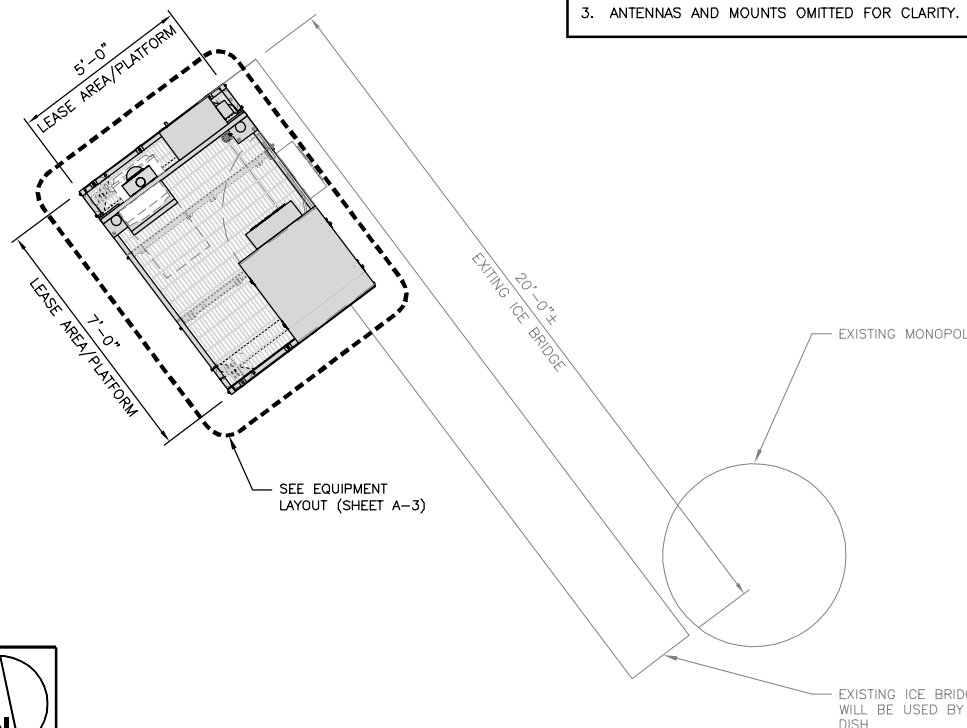 3. ANTENNAS AND MOUNTS OMITTED FOR CLARITY.
5'-0"
LEASE AREA/PLATFORM
20'-0"±
EXITING ICE BRIDGE
7'-0"
LEASE AREA/PLATFORM
EXISTING MONOPOL
SEE EQUIPMENT
LAYOUT (SHEET A-3)
EXISTING ICE BRIDG
WILL BE USED BY
DISH